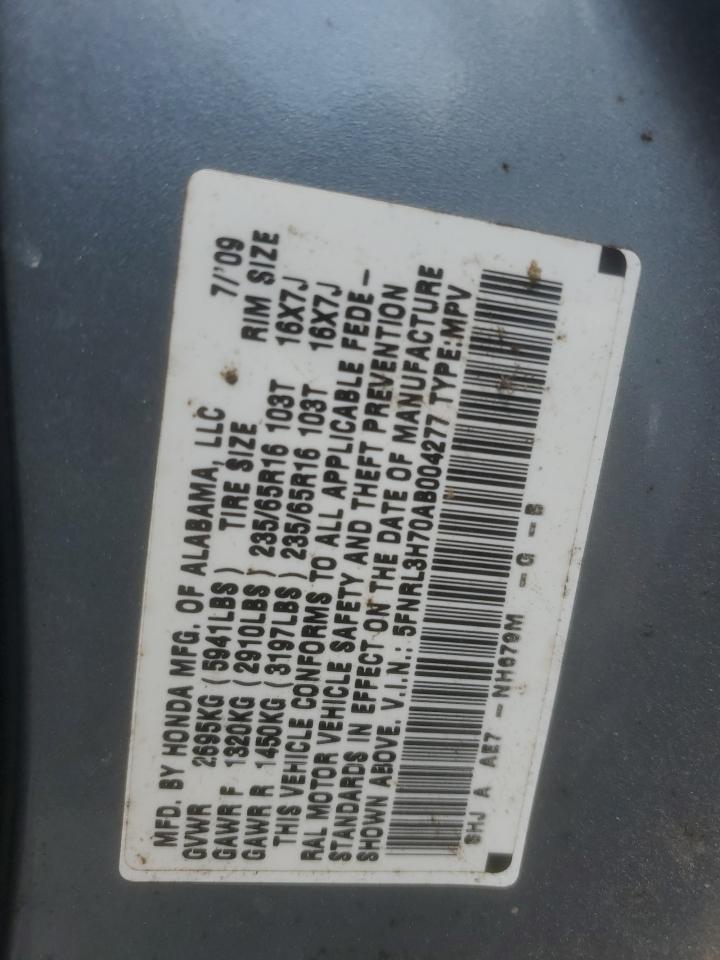 MFD. BY HONDA MFG. OF ALABAMA, LLC 7/'09
GVWR 2695KG ( 5941LBS ) TIRE SIZE RIM SIZE
GAWR F 1320KG ( 2910LBS ) 235/65R16 103T 16X7J
GAWR R 1450KG ( 3197LBS ) 235/65R16 103T 16X7J
THIS VEHICLE CONFORMS TO ALL APPLICABLE FEDE-
RAL MOTOR VEHICLE SAFETY AND THEFT PREVENTION
STANDARDS IN EFFECT ON THE DATE OF MANUFACTURE
SHOWN ABOVE. V.I.N.: 5FNRL3H70AB004277 TYPE:MPV
SHJ A AE7 - NH679M - G - B